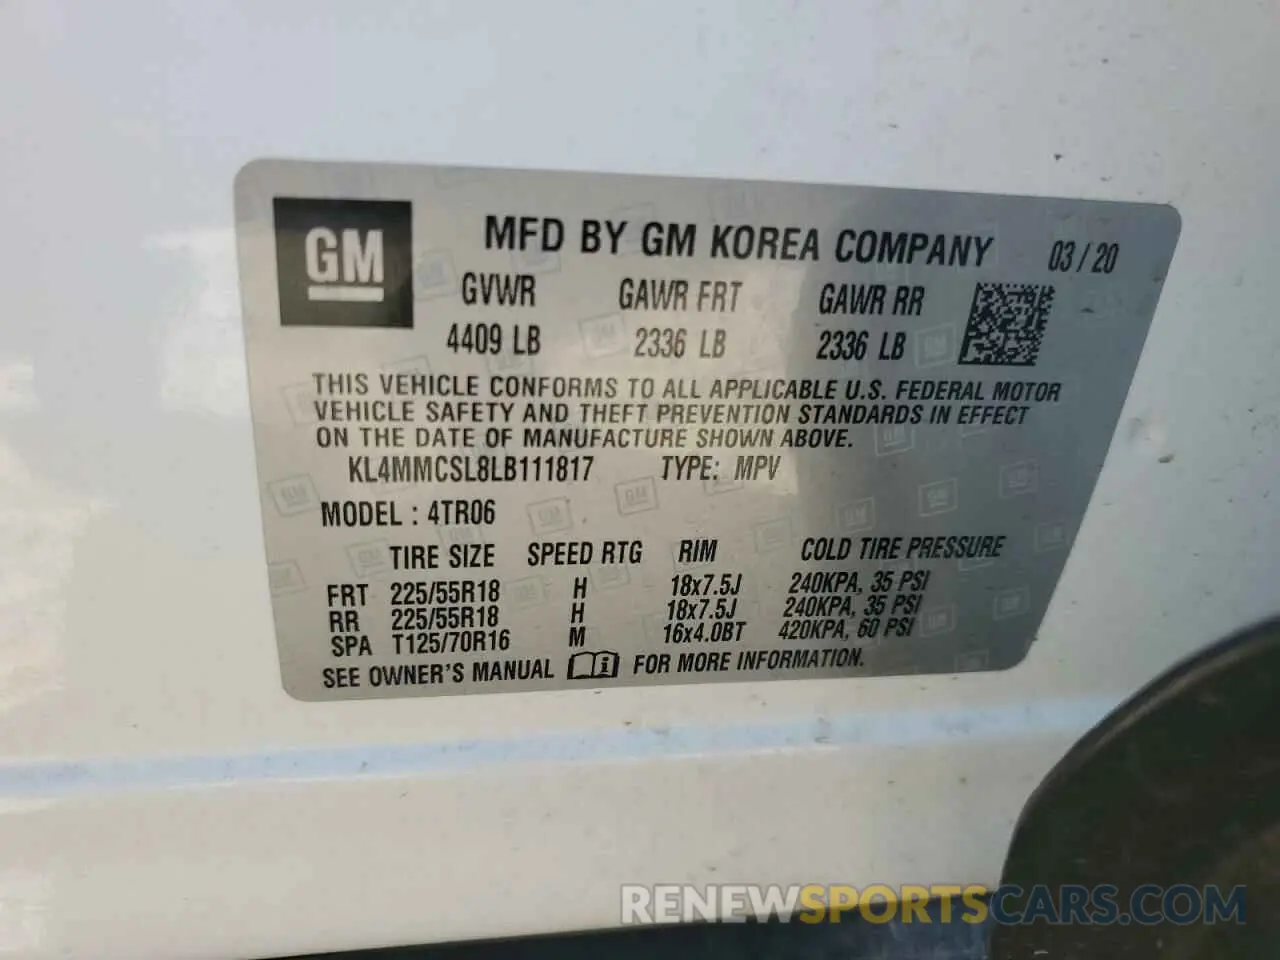 GM
MFD BY GM KOREA COMPANY 03/20
GVWR GAWR FRT GAWR RR
4409 LB 2336 LB 2336 LB
THIS VEHICLE CONFORMS TO ALL APPLICABLE U.S. FEDERAL MOTOR
VEHICLE SAFETY AND THEFT PREVENTION STANDARDS IN EFFECT
ON THE DATE OF MANUFACTURE SHOWN ABOVE.
KL4MMCSL8LB111817 TYPE: MPV
MODEL : 4TR06
TIRE SIZE SPEED RTG RIM COLD TIRE PRESSURE
FRT 225/55R18 H 18x7.5J 240KPA, 35 PSI
RR 225/55R18 H 18x7.5J 240KPA, 35 PSI
SPA T125/70R16 M 16x4.0BT 420KPA, 60 PSI
SEE OWNER'S MANUAL FOR MORE INFORMATION.
RENEWSPORTSCARS.COM